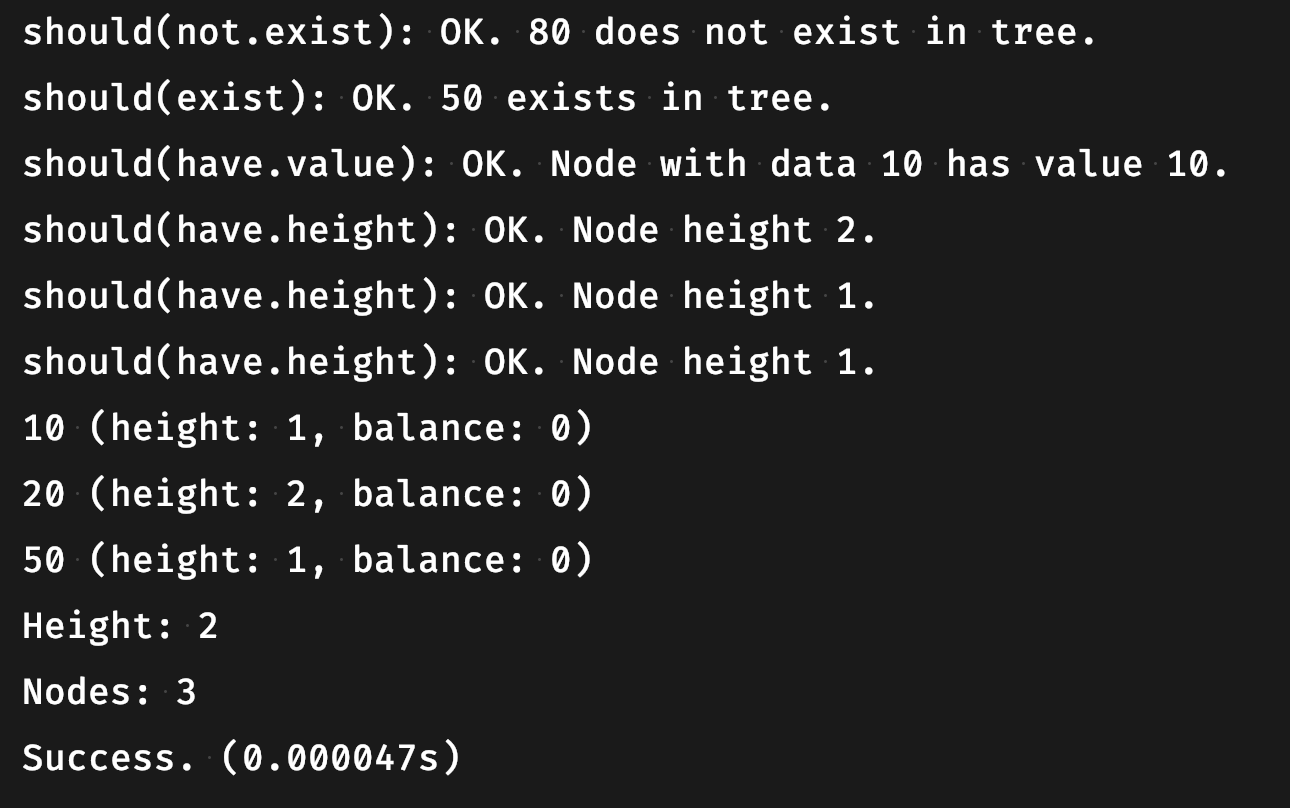 should(not.exist): OK. 80 does not exist in tree.
should(exist): OK. 50 exists in tree.
should(have.value): OK. Node with data 10 has value 10.
should(have.height): OK. Node height 2.
should(have.height): OK. Node height 1.
should(have.height): OK. Node height 1.
10 (height: 1, balance: 0)
20 (height: 2, balance: 0)
50 (height: 1, balance: 0)
Height: 2
Nodes: 3
Success. (0.000047s)